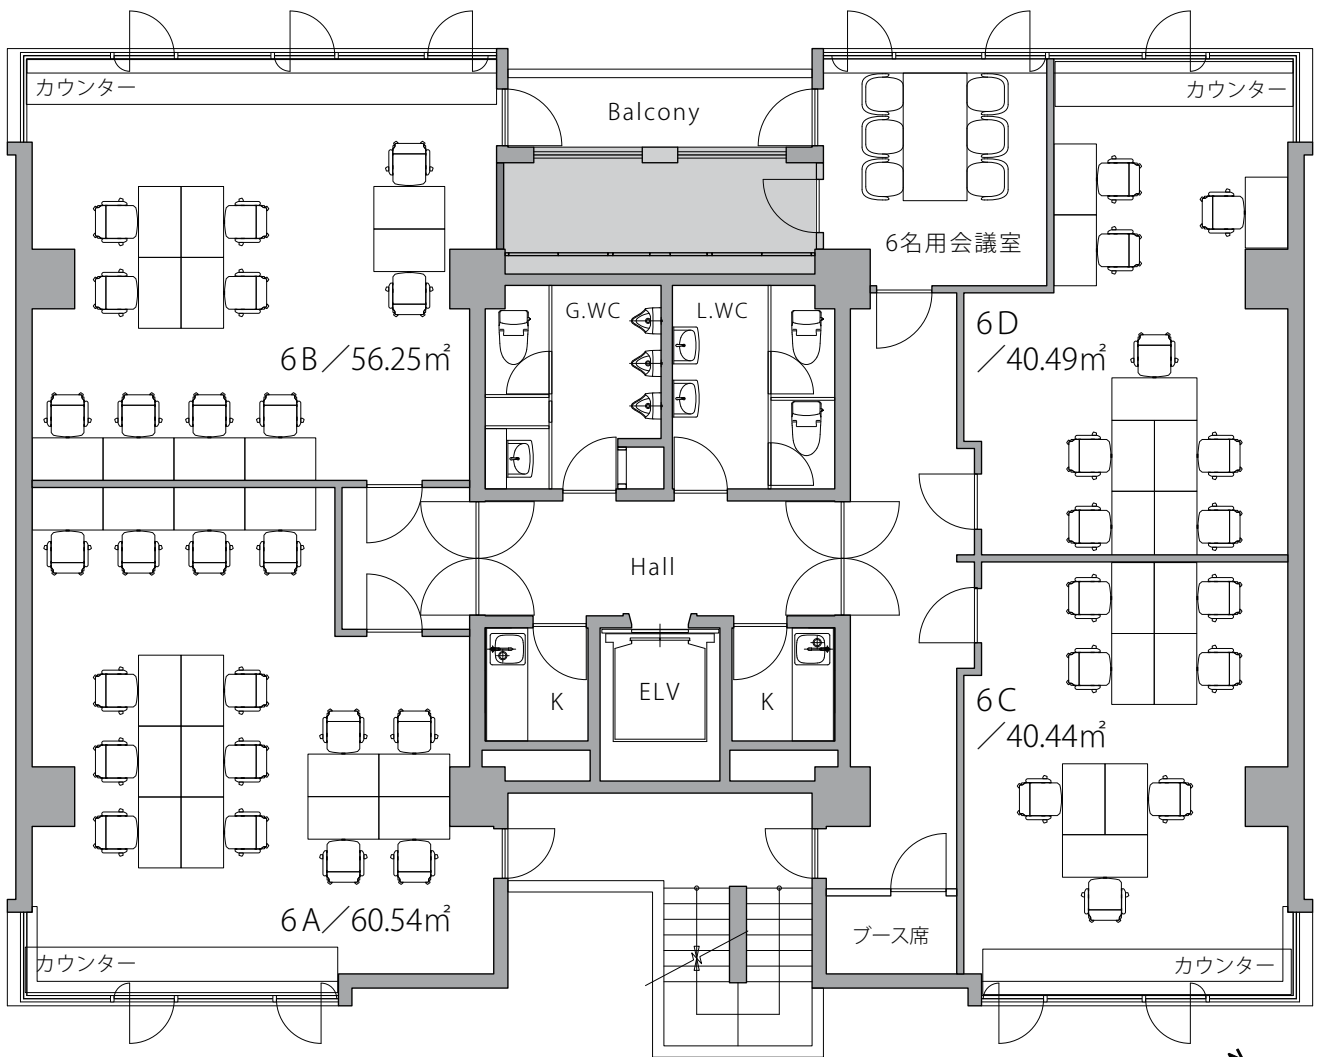 カウンター
Balcony
カウンター
6名用会議室
G.WC
L.WC
6B／56.25㎡
6D
／40.49㎡
Hall
K
ELV
K
6C
／40.44㎡
6A／60.54㎡
ブース席
カウンター
カウンター